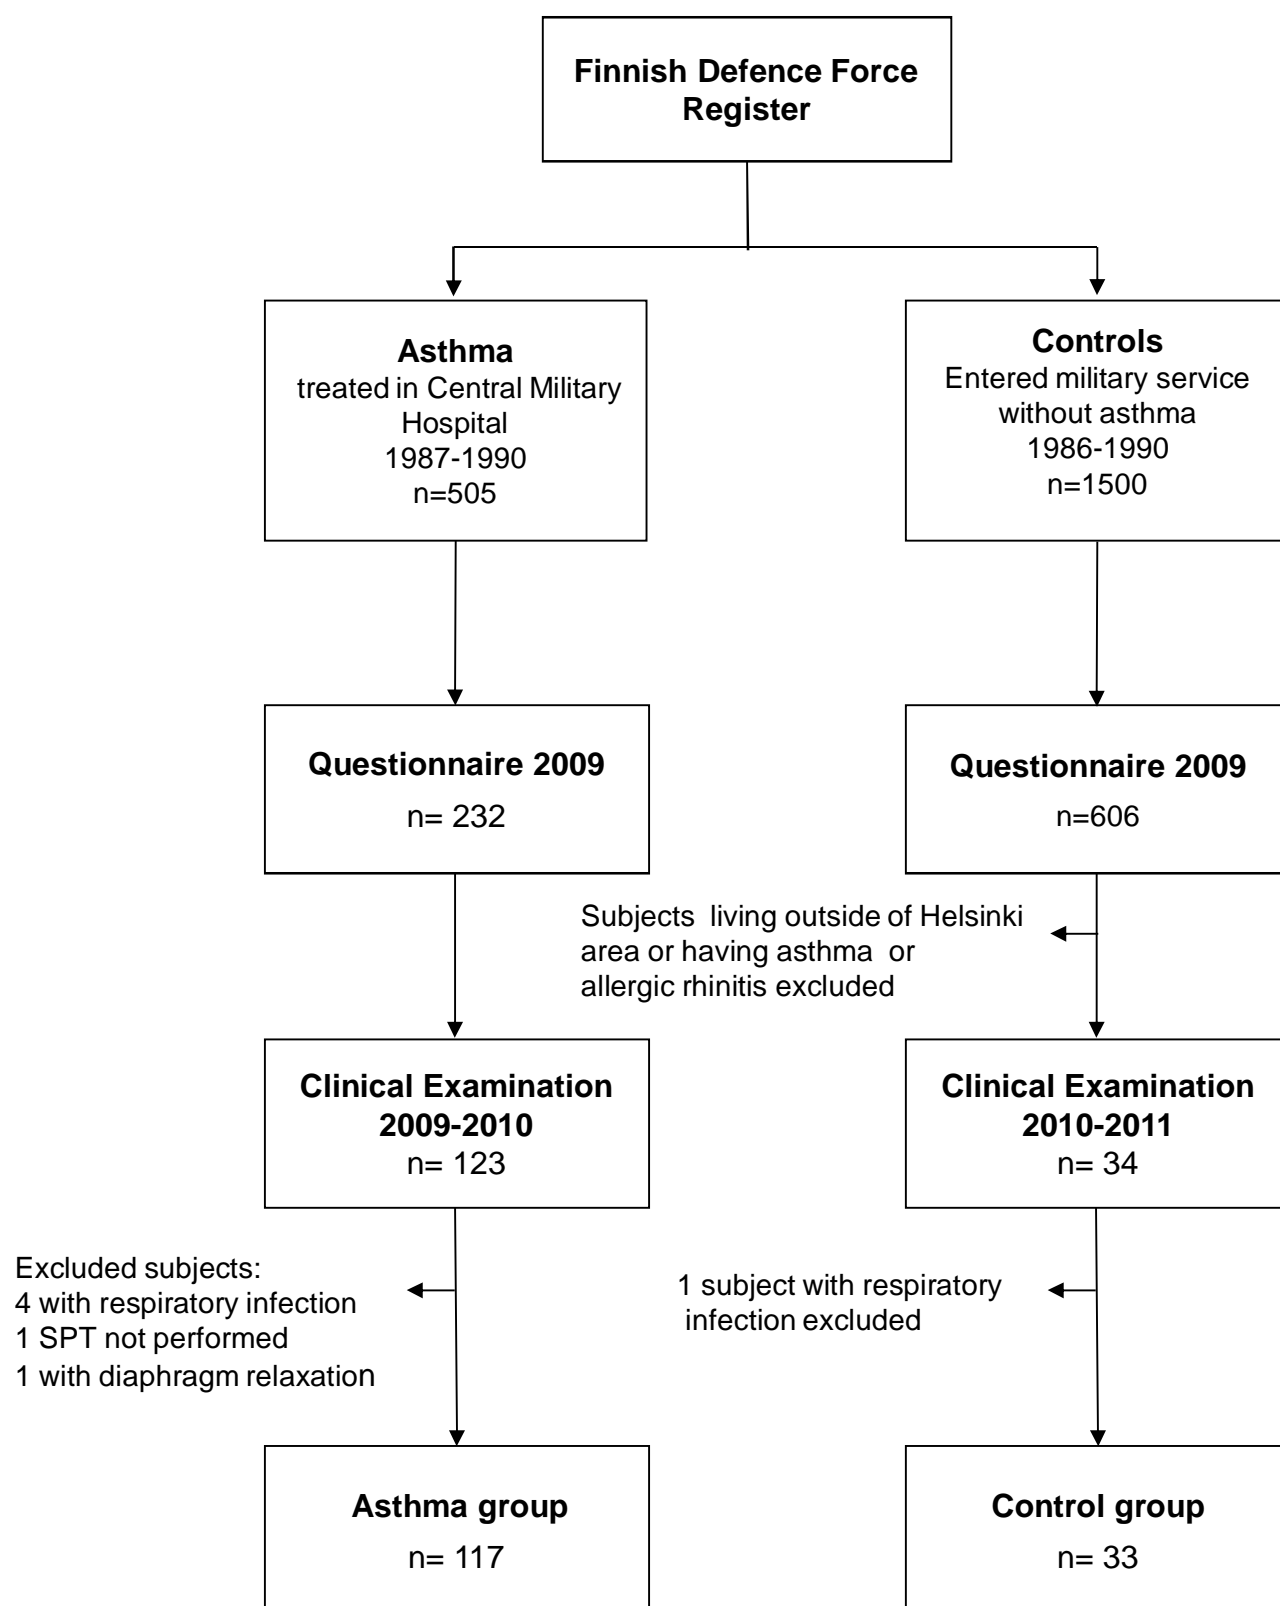 Finnish Defence Force
Register
Asthma
treated in Central Military
Hospital
1987-1990
n=505
Controls
Entered military service
without asthma
1986-1990
n=1500
Questionnaire 2009
n= 232
Questionnaire 2009
n=606
Subjects living outside of Helsinki
area or having asthma or
allergic rhinitis excluded
Clinical Examination
2009-2010
n= 123
Clinical Examination
2010-2011
n= 34
Excluded subjects:
4 with respiratory infection
1 SPT not performed
1 with diaphragm relaxation
1 subject with respiratory
infection excluded
Asthma group
n= 117
Control group
n= 33